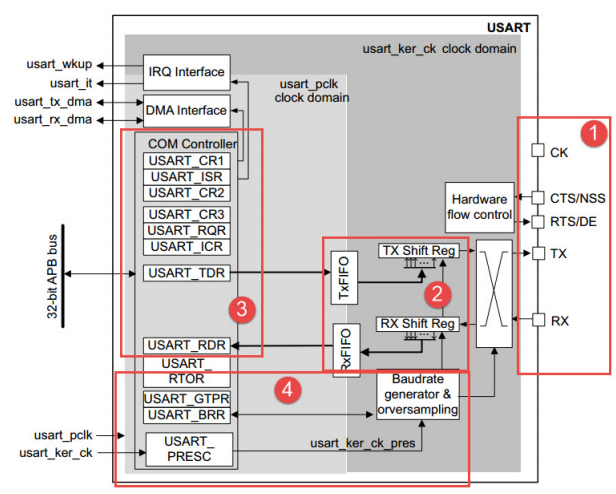 USART
usart_ker_ck clock domain
usart_wkup
usart_it
IRQ Interface
usart_pclk
clock domain
usart_tx_dma
usart_rx_dma
DMA Interface
1
COM Controller
USART_CR1
USART_ISR
USART_CR2
USART_CR3
USART_RQR
USART_ICR
USART_TDR
3
USART_RDR
USART_
RTOR
USART_GTPR
USART_BRR
USART_
PRESC
32-bit APB bus
TxFIFO
RxFIFO
TX Shift Reg
...
2
RX Shift Reg
...
Hardware
flow control
CK
CTS/NSS
RTS/DE
TX
RX
4
Baudrate
generator &
orversampling
usart_pclk
usart_ker_ck
usart_ker_ck_pres